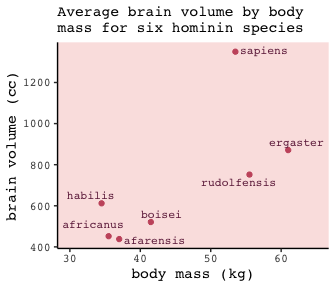 Average brain volume by body
mass for six hominin species
brain volume (cc)
1200
1000
800
600
400
sapiens
ergaster
rudolfensis
habilis
boisei
africanus
afarensis
30
40
50
60
body mass (kg)